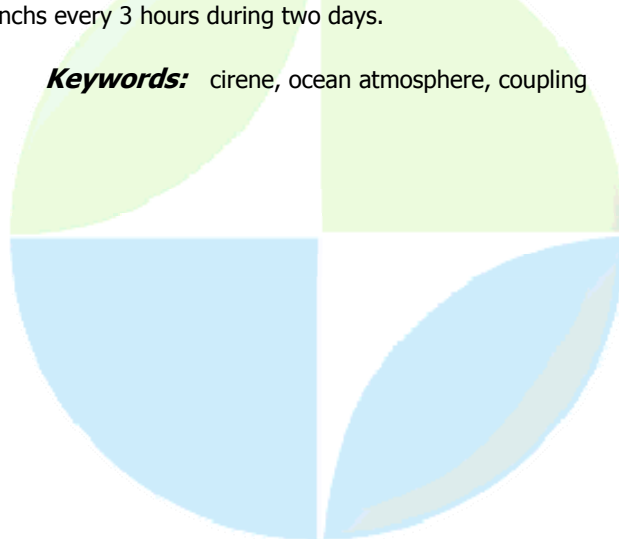 nchs every 3 hours during two days.
Keywords: cirene, ocean atmosphere, coupling